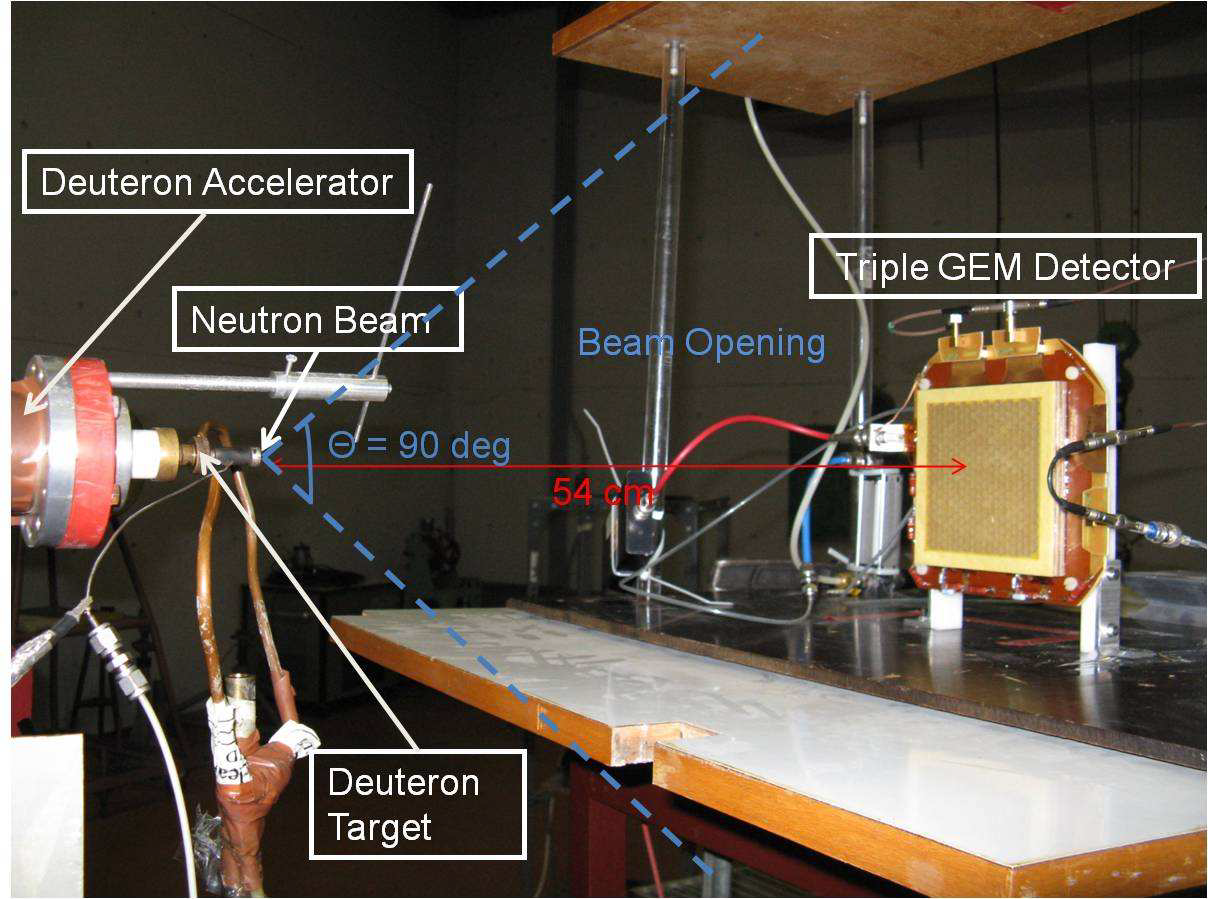 Deuteron Accelerator
Neutron Beam
Triple GEM Detector
Beam Opening
Θ = 90 deg
54 cm
Deuteron
Target